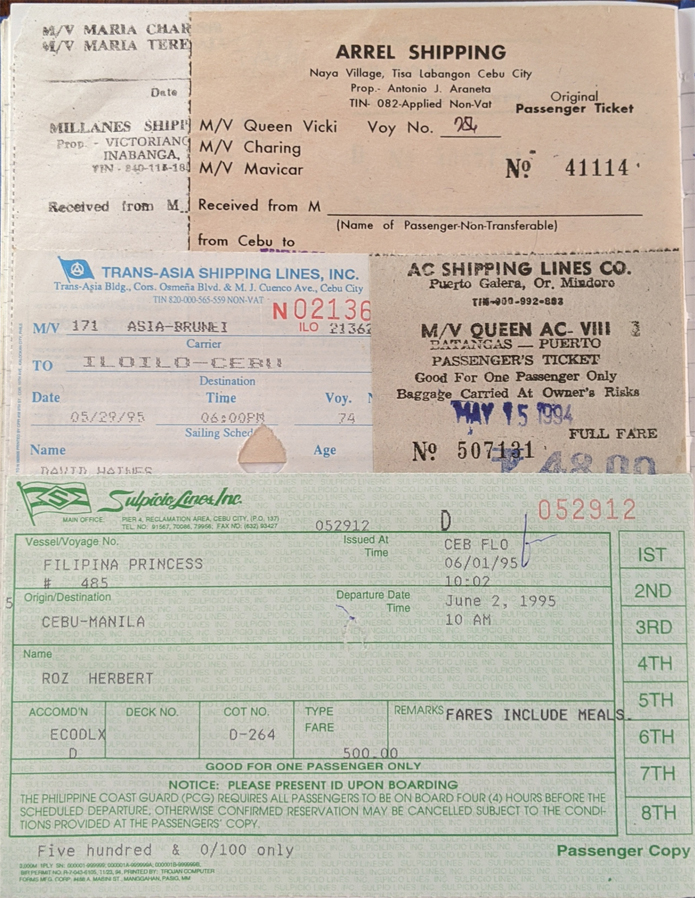 M/V MARIA CHAR
M/V MARIA TERE
Date
MILLANES SHIP
Prop. - VICTORIANO
INABANGA,
TIN - 840-118-18
Received from M
ARREL SHIPPING
Naya Village, Tisa Labangon Cebu City
Prop.- Antonio J. Araneta
TIN- 082-Applied Non-Vat
Original
Passenger Ticket
M/V Queen Vicki Voy No.
M/V Charing
M/V Mavicar
No 41114
Received from M
(Name of Passenger-Non-Transferable)
from Cebu to
TRANS-ASIA SHIPPING LINES, INC.
Trans-Asia Bldg., Cors. Osmeña Blvd. & M. J. Cuenco Ave., Cebu City
TIN 820-000-565-559 NON-VAT
N 02136
ILO 21362
M/V 171 ASIA-BRUNEI
Carrier
TO ILOILO-CEBU
Destination
Date Time Voy.
05/29/95 06:00PM 74
Sailing Sched
Name Age
DAVID HAINES
AC SHIPPING LINES CO.
Puerto Galera, Or. Mindoro
TIN-900-992-883
M/V QUEEN AC- VIII
BATANGAS — PUERTO
PASSENGER'S TICKET
Good For One Passenger Only
Baggage Carried At Owner's Risks
MAY 15 1994
FULL FARE
No 507131
48.00
Sulpicio Lines Inc.
MAIN OFFICE PIER 4, RECLAMATION AREA, CEBU CITY, (P.O. 137)
TEL. NO: 91567, 70086, 79956, FAX NO: (632) 93427
052912 D 052912
Vessel/Voyage No. Issued At
Time
CEB FLO
FILIPINA PRINCESS 06/01/95
# 485 10:02
Origin/Destination Departure Date
Time
June 2, 1995
CEBU-MANILA 10 AM
Name
ROZ HERBERT
ACCOMD'N DECK NO. COT NO. TYPE
FARE
REMARKS FARES INCLUDE MEALS.
ECODLX D-264
D 500.00
GOOD FOR ONE PASSENGER ONLY
NOTICE: PLEASE PRESENT ID UPON BOARDING
THE PHILIPPINE COAST GUARD (PCG) REQUIRES ALL PASSENGERS TO BE ON BOARD FOUR (4) HOURS BEFORE THE
SCHEDULED DEPARTURE, OTHERWISE CONFIRMED RESERVATION MAY BE CANCELLED SUBJECT TO THE CONDI-
TIONS PROVIDED AT THE PASSENGERS' COPY.
IST
2ND
3RD
4TH
5TH
6TH
7TH
8TH
Five hundred & 0/100 only
Passenger Copy
FORMS MFG. CORP.